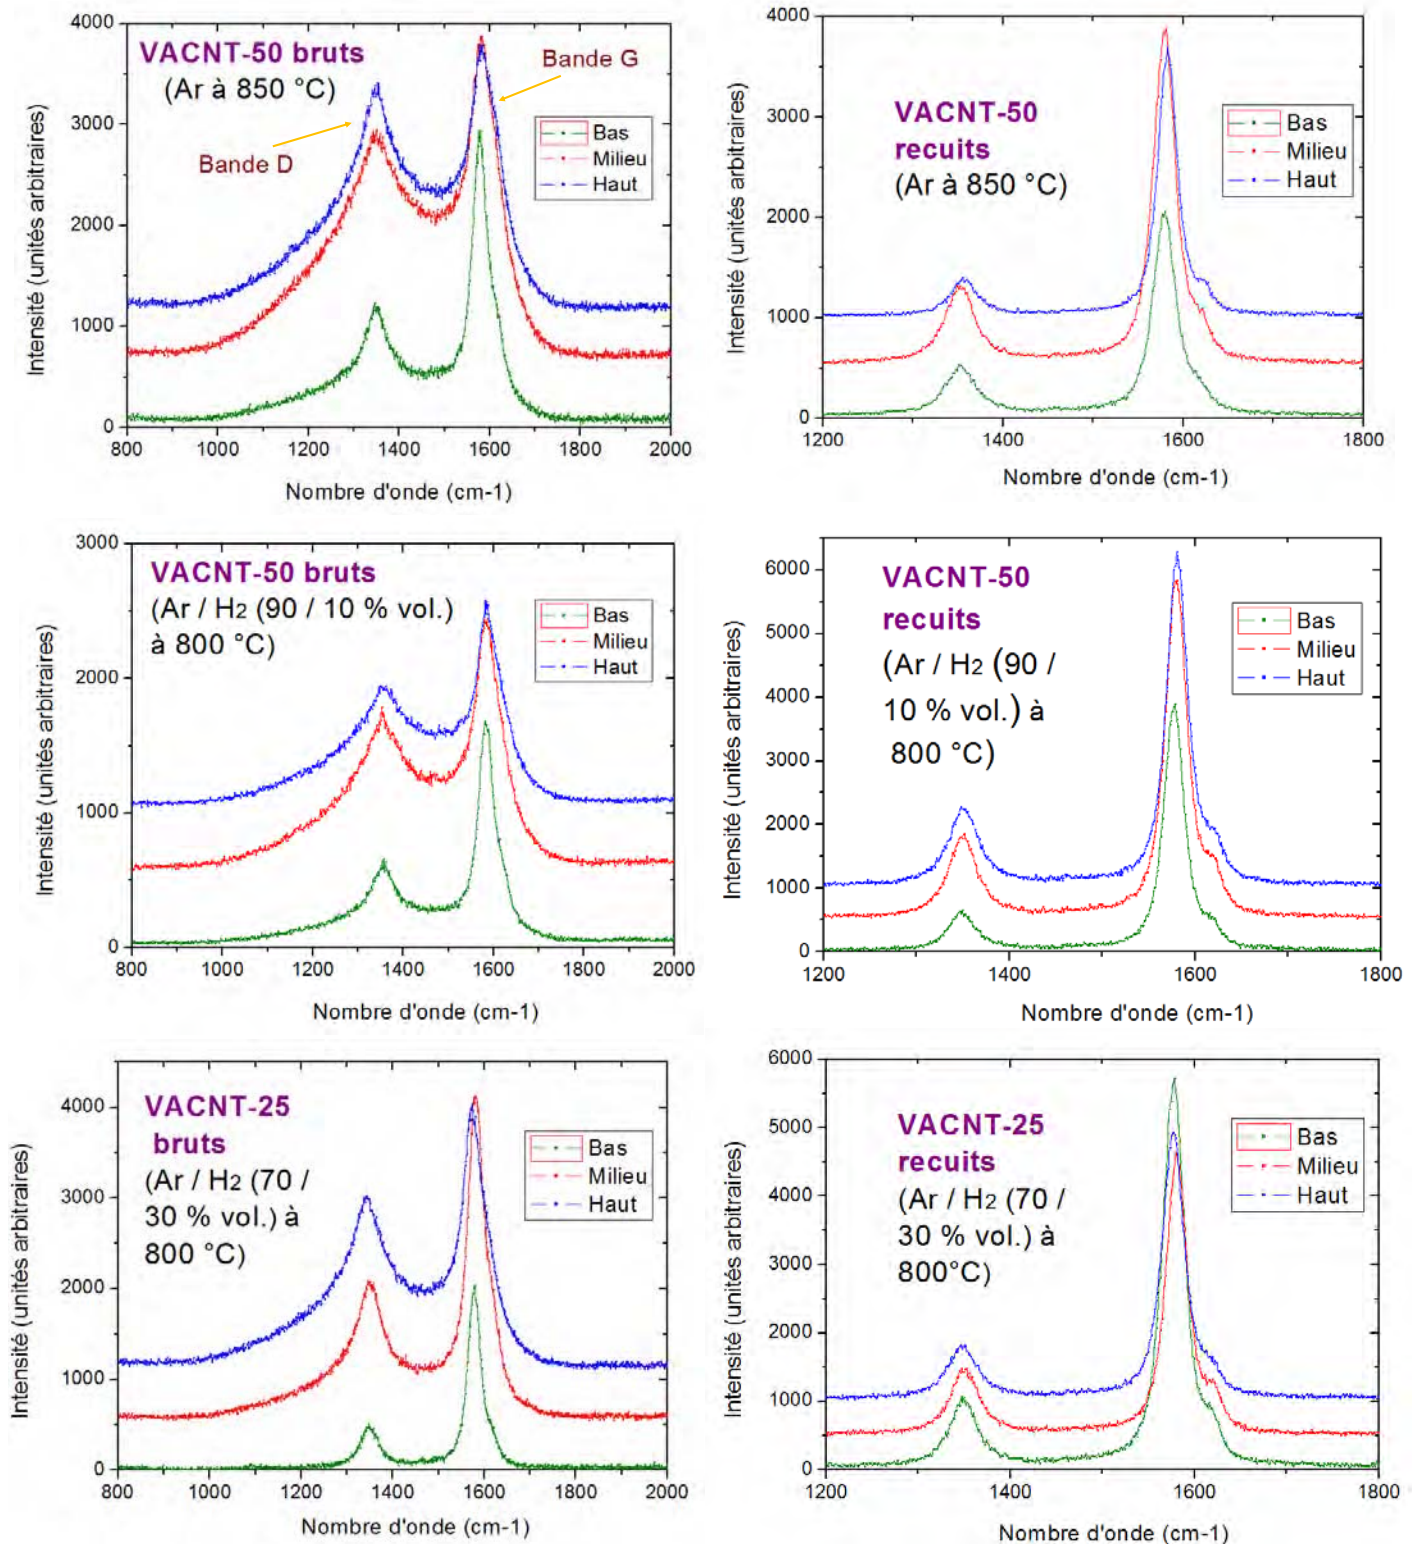 VACNT-50 bruts
(Ar à 850 °C)
Bande G
Bande D
Bas
Milieu
Haut
Intensité (unités arbitraires)
4000
3000
2000
1000
0
800
1000
1200
1400
1600
1800
2000
Nombre d'onde (cm-1)
VACNT-50
recuits
(Ar à 850 °C)
Bas
Milieu
Haut
Intensité (unités arbitraires)
4000
3000
2000
1000
0
1200
1400
1600
1800
Nombre d'onde (cm-1)
VACNT-50 bruts
(Ar / H2 (90 / 10 % vol.)
à 800 °C)
Bas
Milieu
Haut
Intensité (unités arbitraires)
3000
2000
1000
0
800
1000
1200
1400
1600
1800
2000
Nombre d'onde (cm-1)
VACNT-50
recuits
(Ar / H2 (90 /
10 % vol.) à
800 °C)
Bas
Milieu
Haut
Intensité (unités arbitraires)
6000
5000
4000
3000
2000
1000
0
1200
1400
1600
1800
Nombre d'onde (cm-1)
VACNT-25
bruts
(Ar / H2 (70 /
30 % vol.) à
800 °C)
Bas
Milieu
Haut
Intensité (unités arbitraires)
4000
3000
2000
1000
0
800
1000
1200
1400
1600
1800
2000
Nombre d'onde (cm-1)
VACNT-25
recuits
(Ar / H2 (70 /
30 % vol.) à
800°C)
Bas
Milieu
Haut
Intensité (unités arbitraires)
6000
5000
4000
3000
2000
1000
0
1200
1400
1600
1800
Nombre d'onde (cm-1)